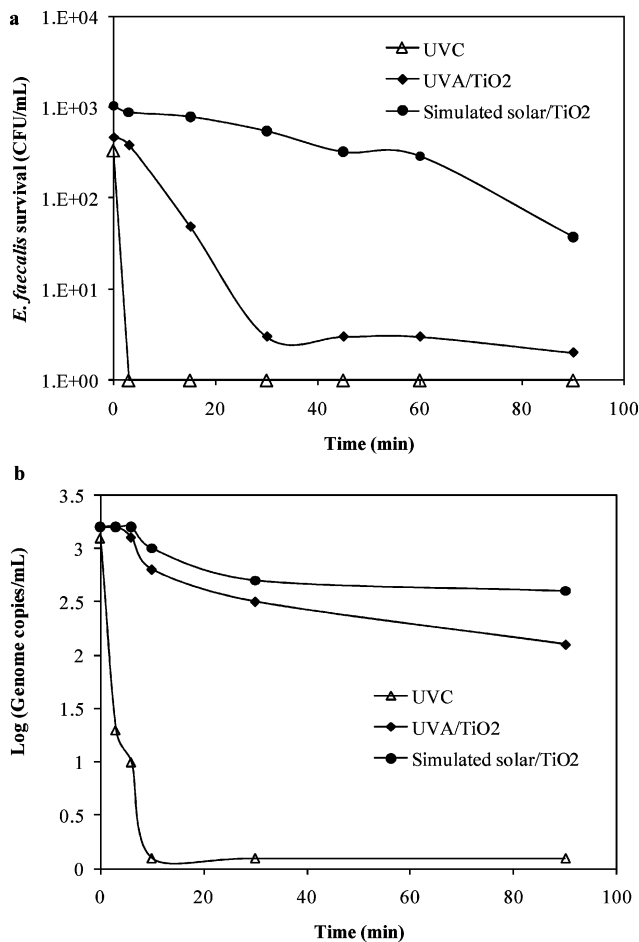 a
1.E+04
1.E+03
1.E+02
1.E+01
1.E+00
E. faecalis survival (CFU/mL)
UVC
UVA/TiO2
Simulated solar/TiO2
0
20
40
60
80
100
Time (min)
b
3.5
3
2.5
2
1.5
1
0.5
0
Log (Genome copies/mL)
UVC
UVA/TiO2
Simulated solar/TiO2
0
20
40
60
80
100
Time (min)